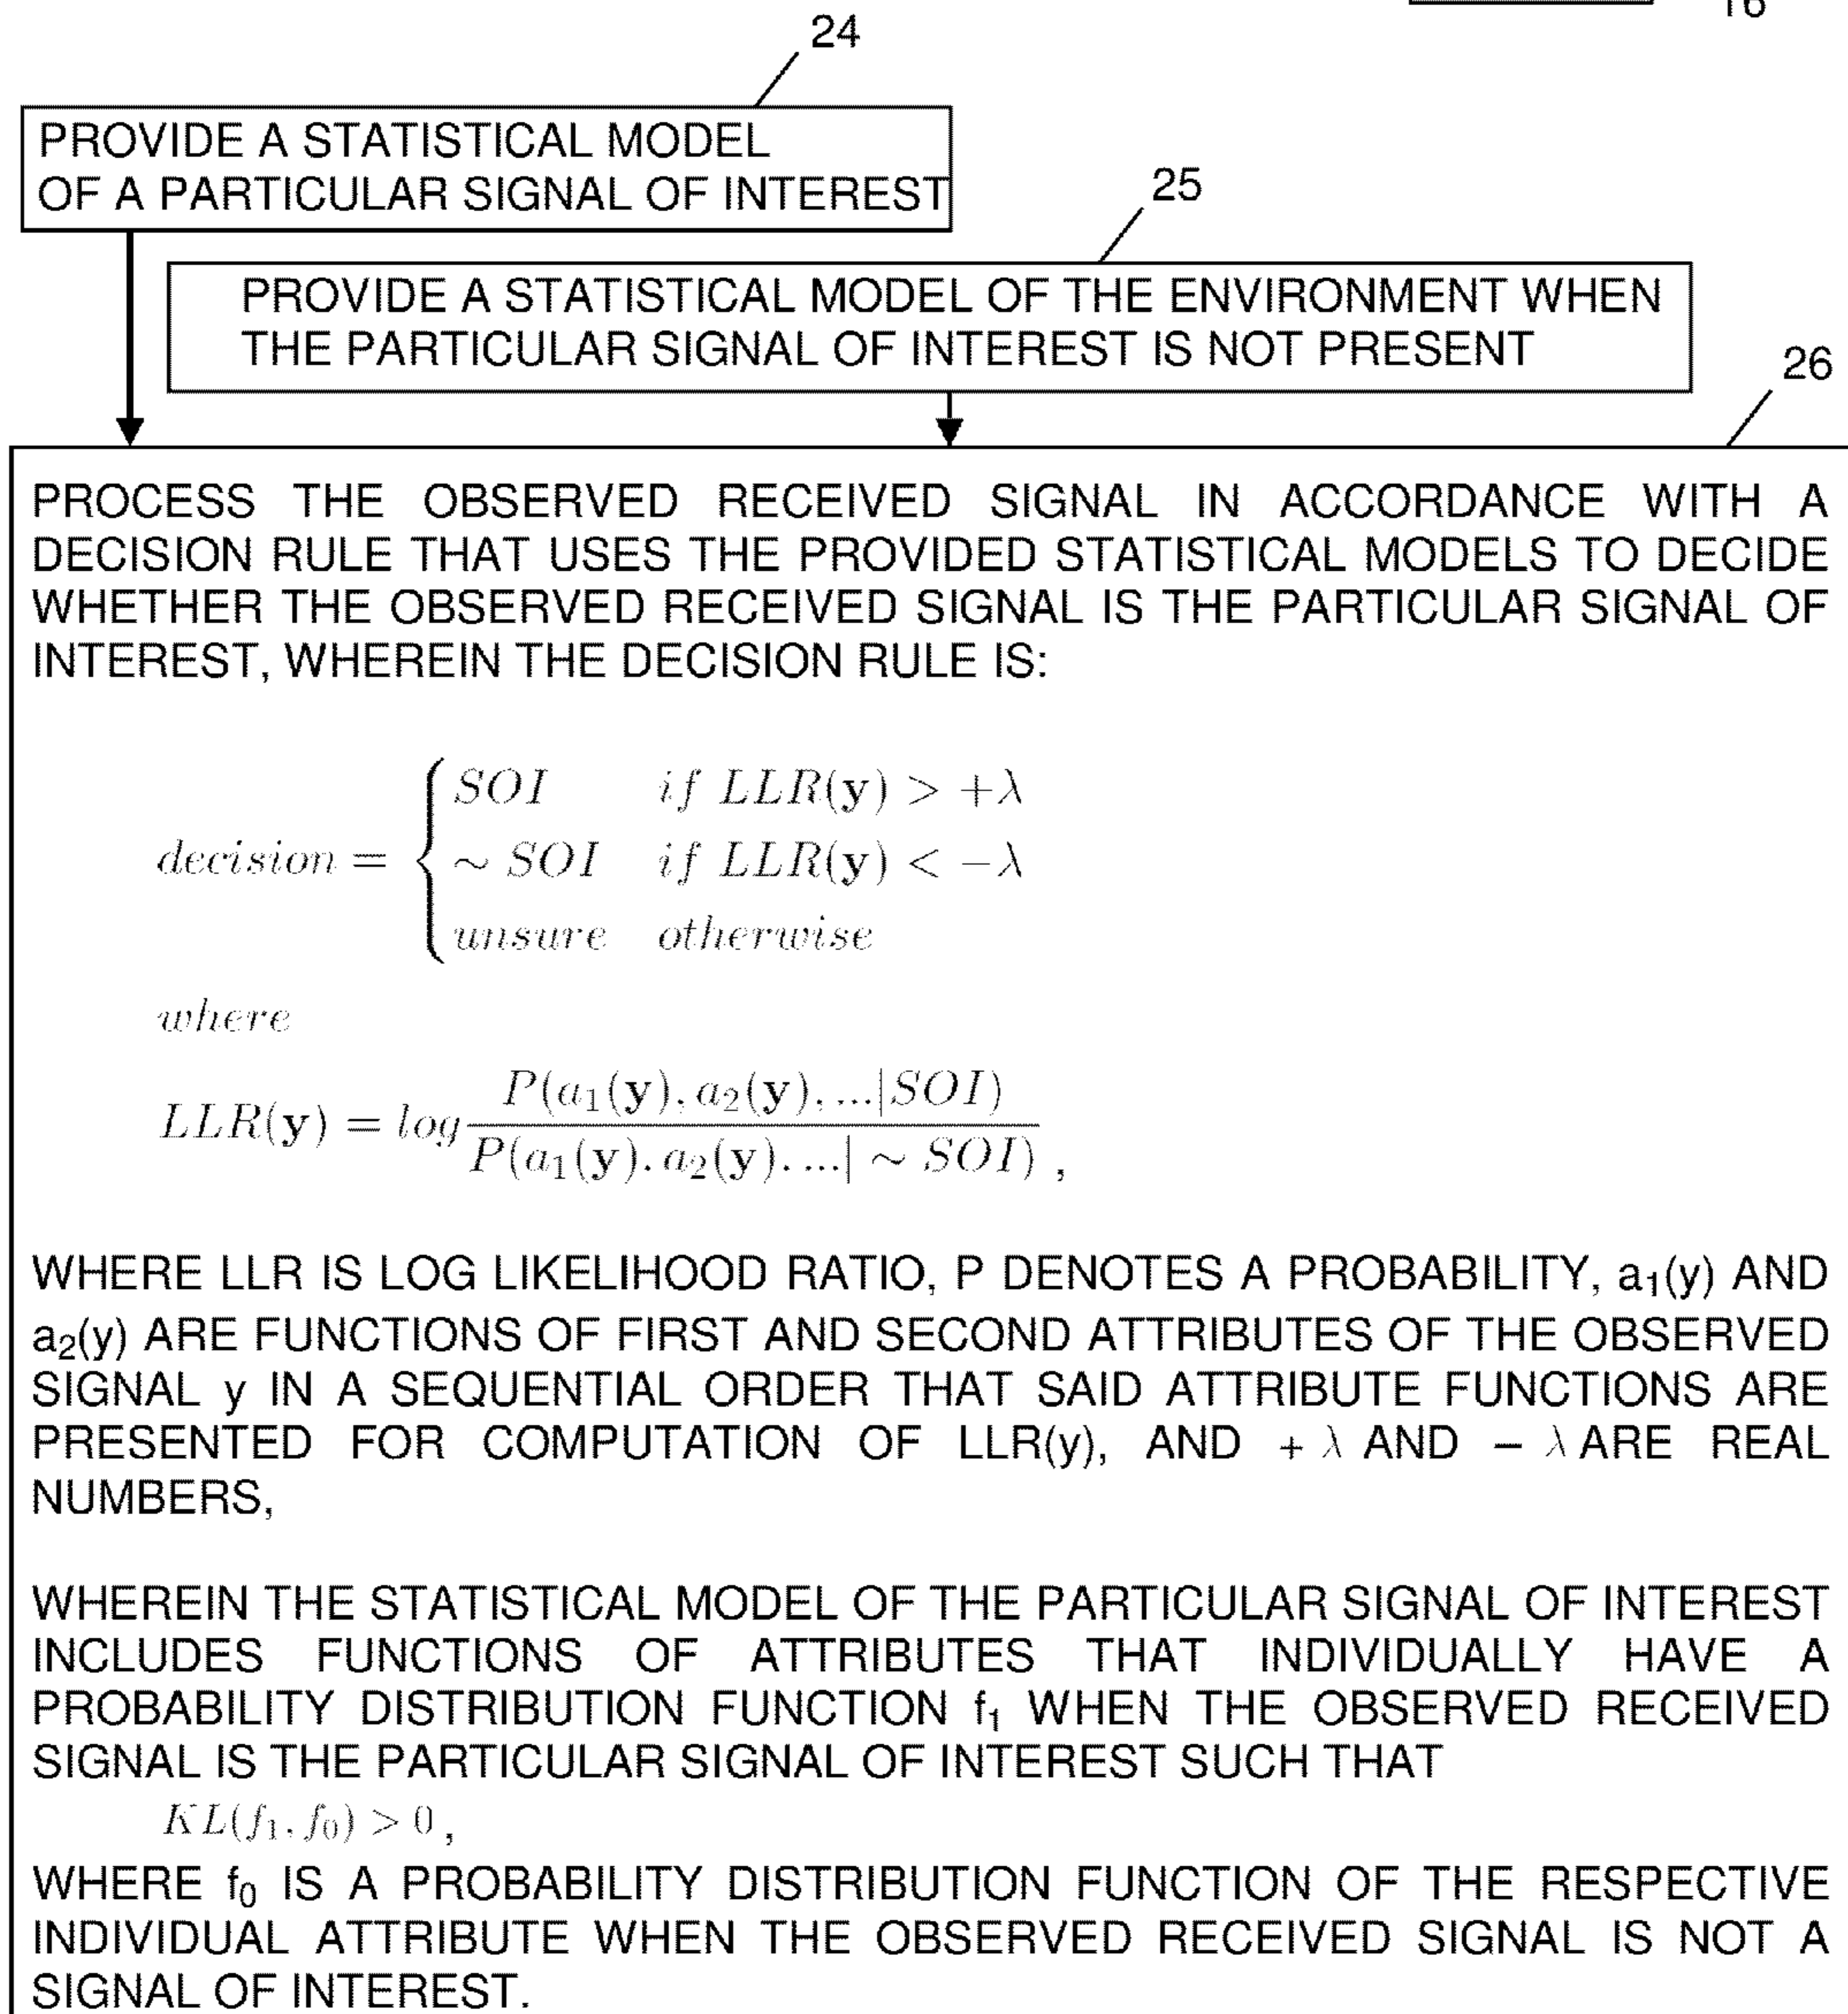 16
24
PROVIDE A STATISTICAL MODEL
OF A PARTICULAR SIGNAL OF INTEREST
25
PROVIDE A STATISTICAL MODEL OF THE ENVIRONMENT WHEN
THE PARTICULAR SIGNAL OF INTEREST IS NOT PRESENT
26
PROCESS THE OBSERVED RECEIVED SIGNAL IN ACCORDANCE WITH A
DECISION RULE THAT USES THE PROVIDED STATISTICAL MODELS TO DECIDE
WHETHER THE OBSERVED RECEIVED SIGNAL IS THE PARTICULAR SIGNAL OF
INTEREST, WHEREIN THE DECISION RULE IS:
decision = { SOI if LLR(y) > +λ
~ SOI if LLR(y) < −λ
unsure otherwise
where
LLR(y) = log P(a₁(y), a₂(y), ...|SOI)
P(a₁(y). a₂(y). ...| ~ SOI) ,
WHERE LLR IS LOG LIKELIHOOD RATIO, P DENOTES A PROBABILITY, a₁(y) AND
a₂(y) ARE FUNCTIONS OF FIRST AND SECOND ATTRIBUTES OF THE OBSERVED
SIGNAL y IN A SEQUENTIAL ORDER THAT SAID ATTRIBUTE FUNCTIONS ARE
PRESENTED FOR COMPUTATION OF LLR(y), AND + λ AND − λ ARE REAL
NUMBERS,
WHEREIN THE STATISTICAL MODEL OF THE PARTICULAR SIGNAL OF INTEREST
INCLUDES FUNCTIONS OF ATTRIBUTES THAT INDIVIDUALLY HAVE A
PROBABILITY DISTRIBUTION FUNCTION f₁ WHEN THE OBSERVED RECEIVED
SIGNAL IS THE PARTICULAR SIGNAL OF INTEREST SUCH THAT
KL(f₁, f₀) > 0 ,
WHERE f₀ IS A PROBABILITY DISTRIBUTION FUNCTION OF THE RESPECTIVE
INDIVIDUAL ATTRIBUTE WHEN THE OBSERVED RECEIVED SIGNAL IS NOT A
SIGNAL OF INTEREST.